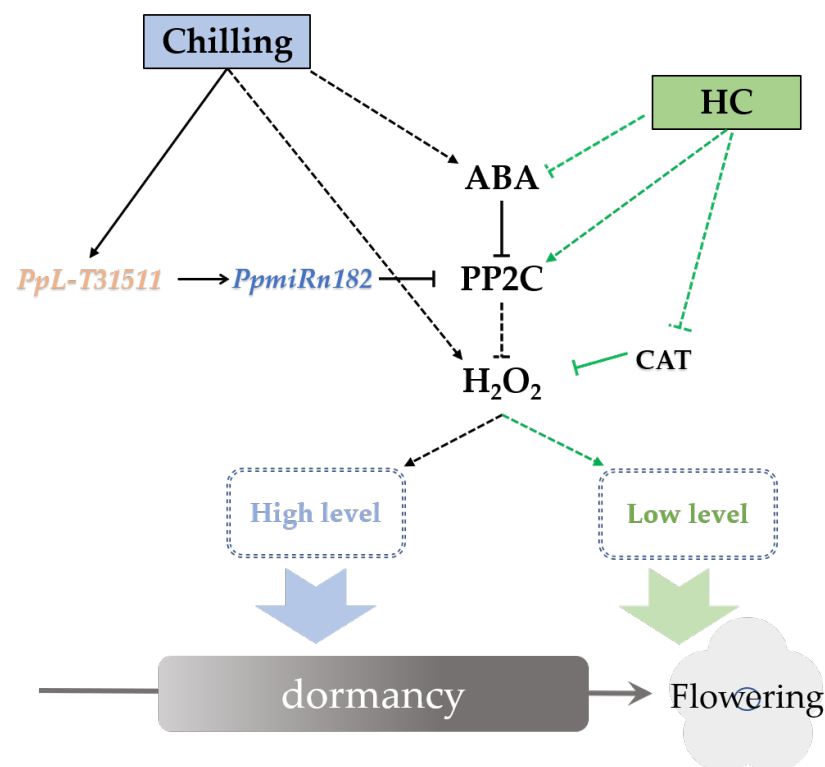 Chilling
HC
ABA
PpL-T31511
PpmiRn182
PP2C
CAT
H₂O₂
High level
Low level
dormancy
Flowering